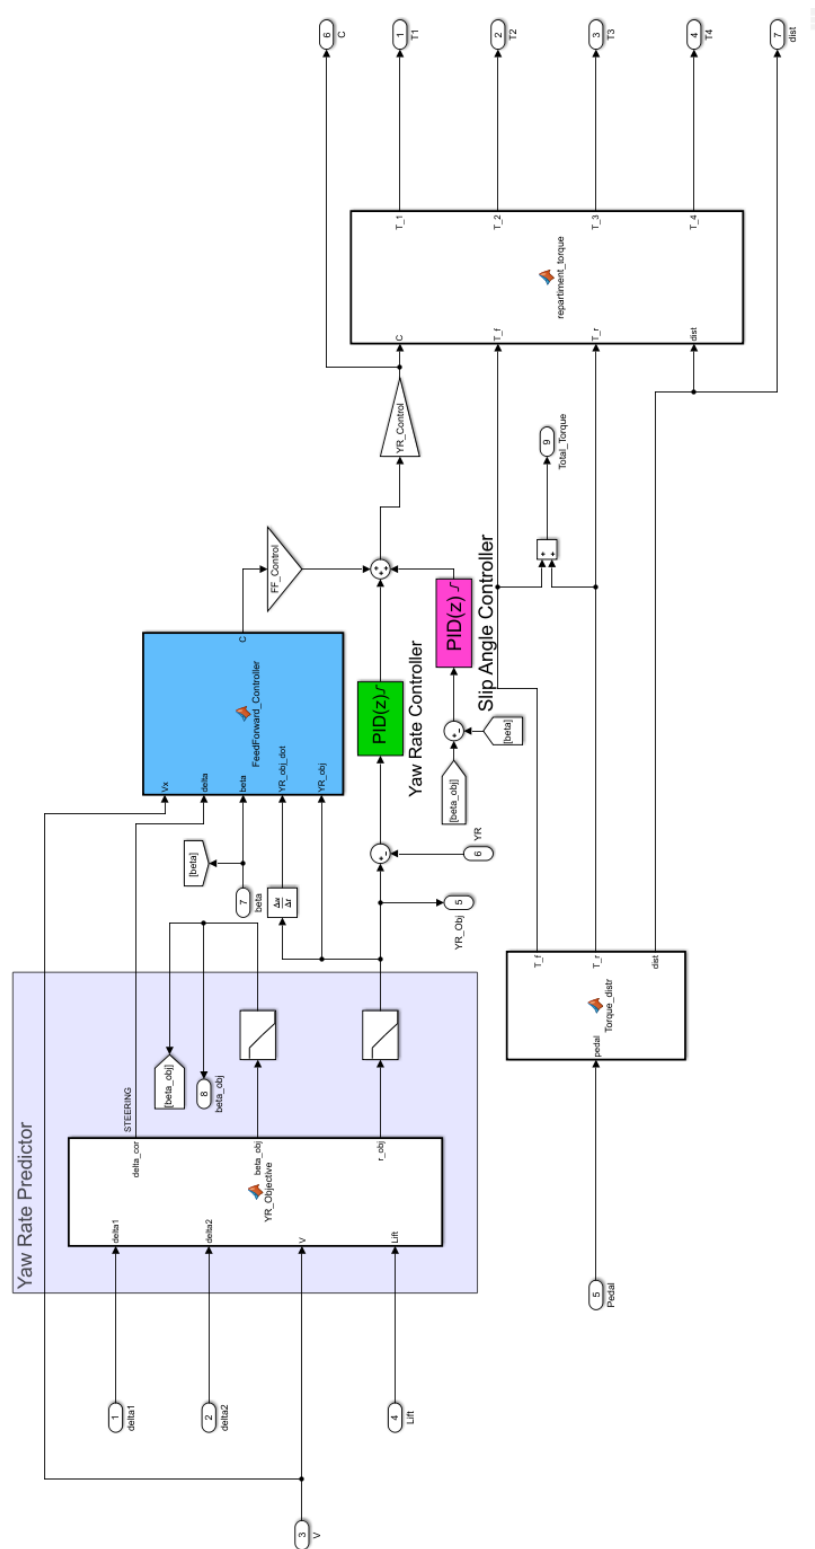 Yaw Rate Predictor
3
V
1
delta1
2
delta2
4
Lift
delta1
delta2
V
Lift
YR_Objective
delta_cor
beta_obj
r_obj
STEERING
[beta_obj]
8
beta_obj
[beta]
7
beta
Δu
Δt
5
YR_Obj
6
YR
+
-
Vx
delta
beta
YR_obj_dot
YR_obj
FeedForward_Controller
C
FF_Control
PID(z)
Yaw Rate Controller
[beta_obj]
[beta]
+
-
PID(z)
Slip Angle Controller
+
+
+
YR_Control
5
Pedal
pedal
Torque_distr
T_f
T_r
dist
+
+
9
Total_Torque
C
T_f
T_r
dist
repartiment_torque
T_1
T_2
T_3
T_4
6
C
1
T1
2
T2
3
T3
4
T4
7
dist